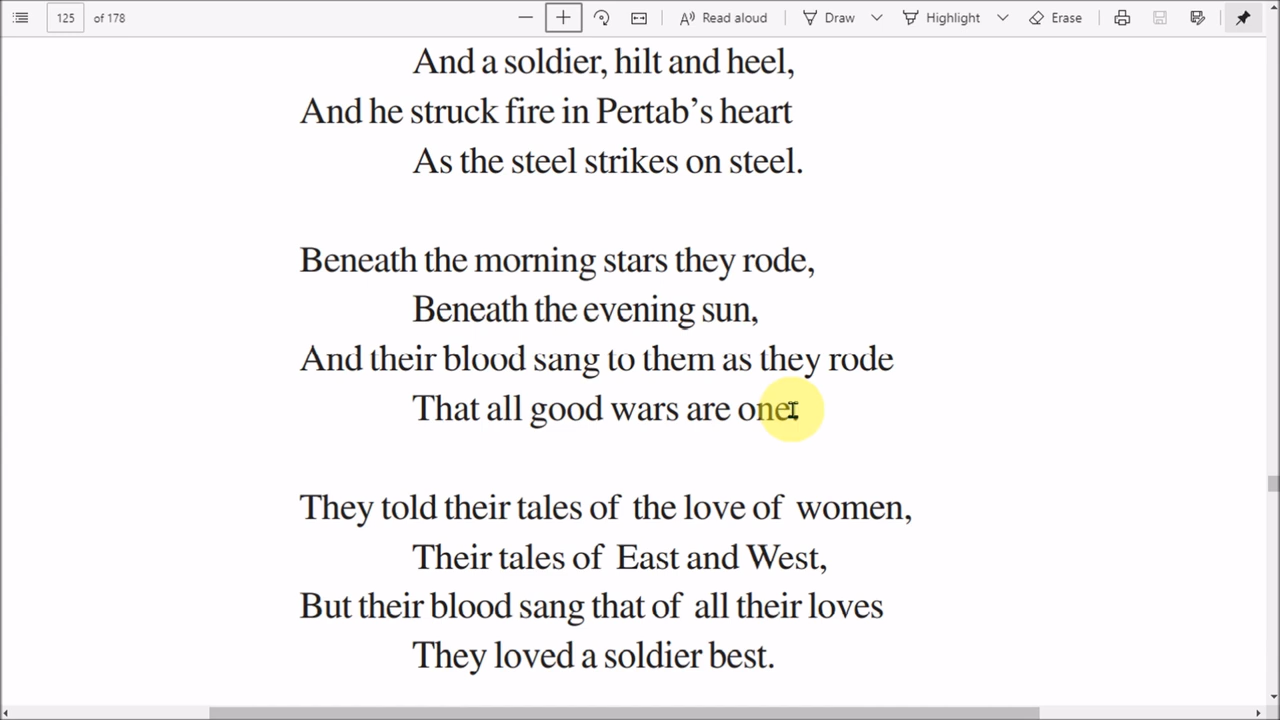 125 of 178
Read aloud
Draw
Highlight
Erase
And a soldier, hilt and heel,
And he struck fire in Pertab’s heart
As the steel strikes on steel.
Beneath the morning stars they rode,
Beneath the evening sun,
And their blood sang to them as they rode
That all good wars are one.
They told their tales of the love of women,
Their tales of East and West,
But their blood sang that of all their loves
They loved a soldier best.